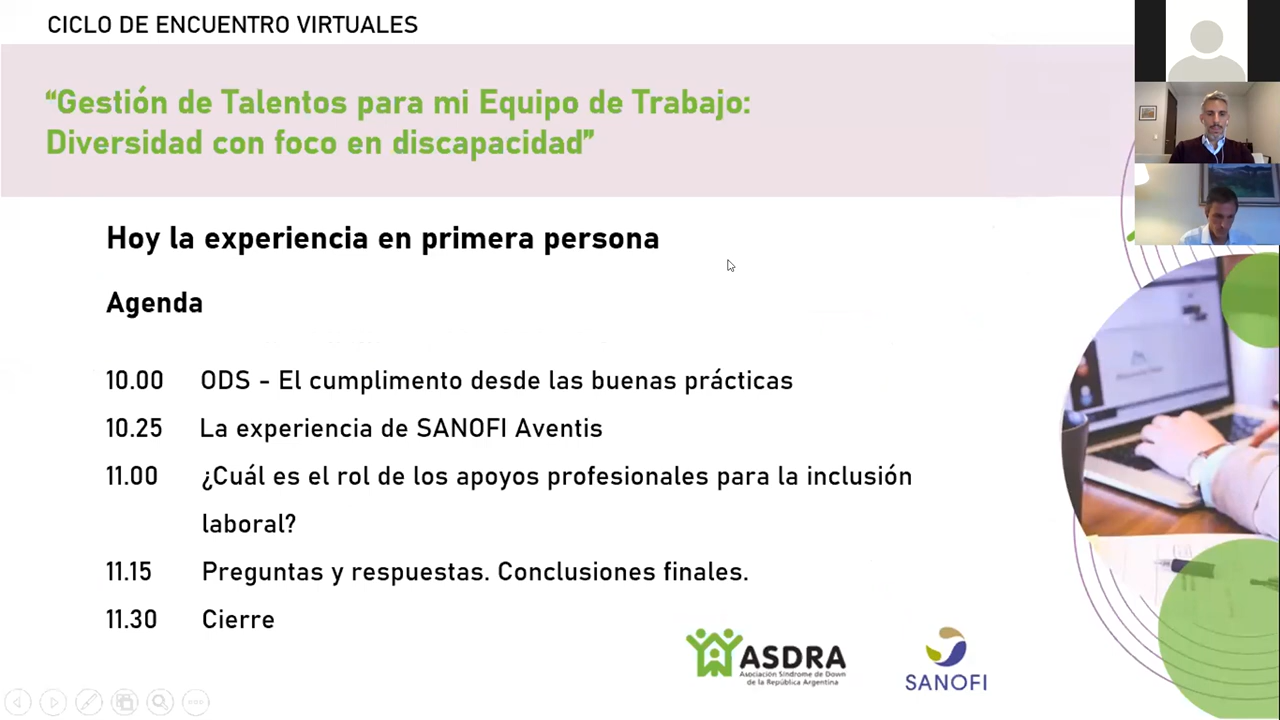 CICLO DE ENCUENTRO VIRTUALES
“Gestión de Talentos para mi Equipo de Trabajo:
Diversidad con foco en discapacidad”
Hoy la experiencia en primera persona
Agenda
10.00 ODS - El cumplimento desde las buenas prácticas
10.25 La experiencia de SANOFI Aventis
11.00 ¿Cuál es el rol de los apoyos profesionales para la inclusión
laboral?
11.15 Preguntas y respuestas. Conclusiones finales.
11.30 Cierre
ASDRA
Asociación Síndrome de Down
de la República Argentina
SANOFI